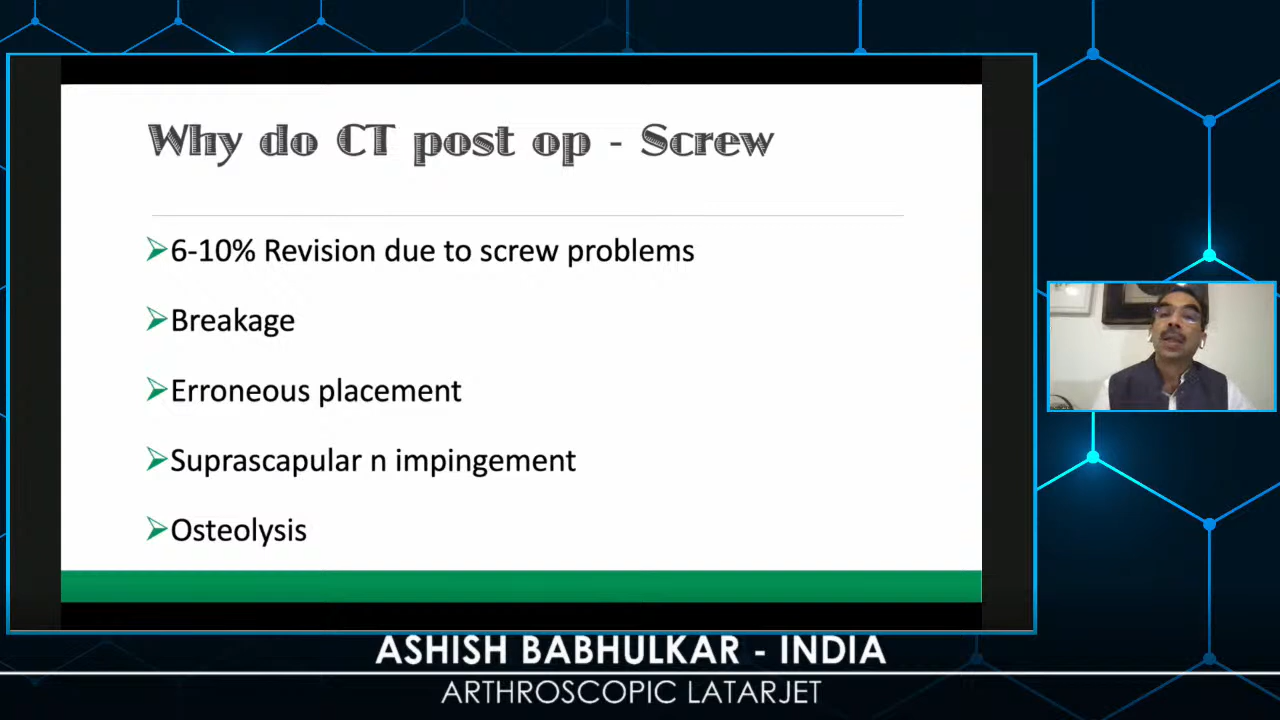 Why do CT post op - Screw
➢6-10% Revision due to screw problems
➢Breakage
➢Erroneous placement
➢Suprascapular n impingement
➢Osteolysis
ASHISH BABHULKAR - INDIA
ARTHROSCOPIC LATARJET